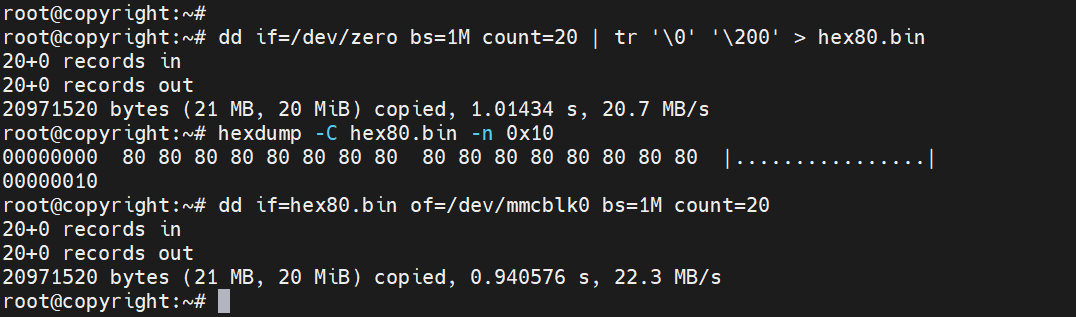 root@copyright:~#
root@copyright:~# dd if=/dev/zero bs=1M count=20 | tr '\0' '\200' > hex80.bin
20+0 records in
20+0 records out
20971520 bytes (21 MB, 20 MiB) copied, 1.01434 s, 20.7 MB/s
root@copyright:~# hexdump -C hex80.bin -n 0x10
00000000  80 80 80 80 80 80 80 80  80 80 80 80 80 80 80 80  |................|
00000010
root@copyright:~# dd if=hex80.bin of=/dev/mmcblk0 bs=1M count=20
20+0 records in
20+0 records out
20971520 bytes (21 MB, 20 MiB) copied, 0.940576 s, 22.3 MB/s
root@copyright:~#